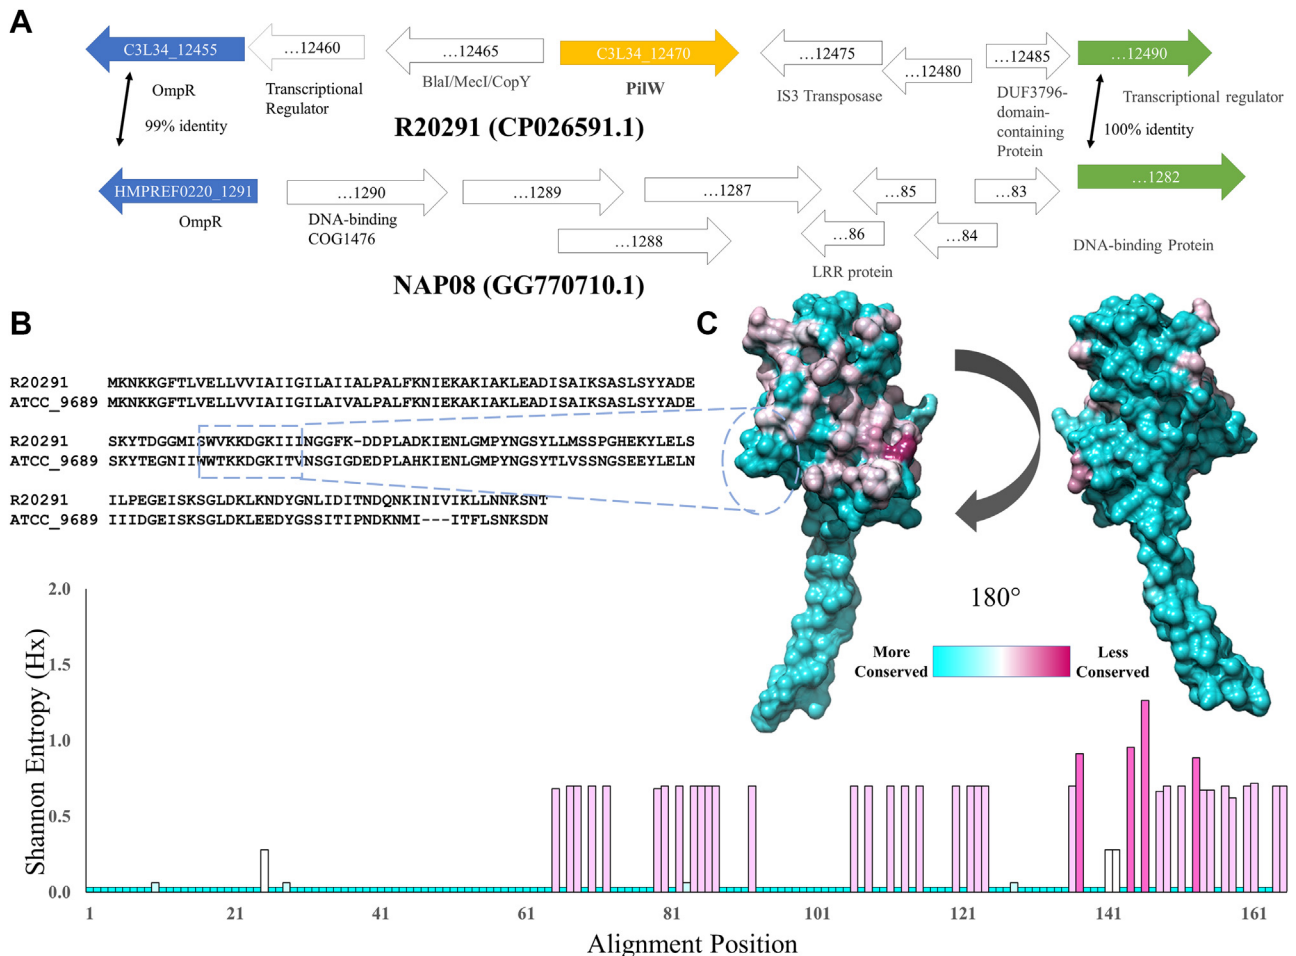 A
C3L34_12455
...12460
...12465
C3L34_12470
...12475
...12480
...12485
...12490
OmpR
Transcriptional
Regulator
BlaI/MecI/CopY
PilW
IS3 Transposase
DUF3796-
domain-
containing
Protein
Transcriptional regulator
99% identity
R20291 (CP026591.1)
100% identity
HMPREF0220_1291
...1290
...1289
...1287
...85
...83
...1282
OmpR
DNA-binding
COG1476
...1288
...86
...84
LRR protein
DNA-binding Protein
NAP08 (GG770710.1)
B
R20291 MKNKKGFTLVELLVVIAIIGILAIIALPALFKNIEKAKIAKLEADISAIKSASLSYYADE
ATCC_9689 MKNKKGFTLVELLVVIAIIGILAIVALPALFKNIEKAKIAKLEADISAIKSASLSYYADE
R20291 SKYTDGGMISWVKKDGKIIINGGFK-DDPLADKIENLGMPYNGSYLLMSSPGHEKYLELS
ATCC_9689 SKYTEGNIIWWTKKDGKITVNSGIGDEDPLAHKIENLGMPYNGSYTLVSSNGSEEYLELN
R20291 ILPEGEISKSGLDKLKNDYGNLIDITNDQNKINIVIKLLNNKSNT
ATCC_9689 IIIDGEISKSGLDKLEEDYGSSITIPNDKNMI---ITFLSNKSDN
C
180°
More
Conserved
Less
Conserved
Shannon Entropy (Hx)
2.0
1.5
1.0
0.5
0.0
1 21 41 61 81 101 121 141 161
Alignment Position